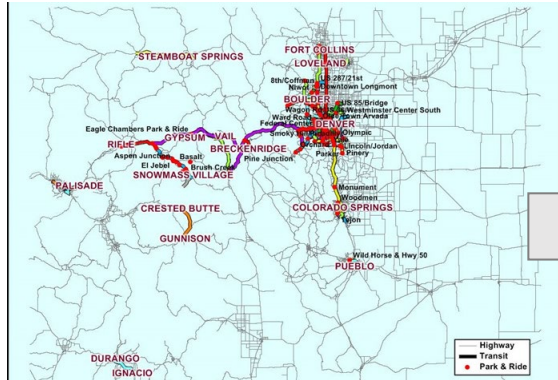 STEAMBOAT SPRINGS
FORT COLLINS
LOVELAND
8th/Coffman
US 287/21st
Niwot
Downtown Longmont
BOULDER
US 85/Bridge
Wagon Road
Westminster Center South
Ward Road
Town Arvada
Federal Center
DENVER
Olympic
Eagle Chambers Park & Ride
GYPSUM
VAIL
RIFLE
BRECKENRIDGE
Lincoln/Jordan
Parker
Pinery
Pine Junction
Aspen Junction
Basalt
El Jebel
Brush Creek
SNOWMASS VILLAGE
PALISADE
Monument
Woodmen
CRESTED BUTTE
COLORADO SPRINGS
Tejon
GUNNISON
Wild Horse & Hwy 50
PUEBLO
DURANGO
IGNACIO
Highway
Transit
Park & Ride